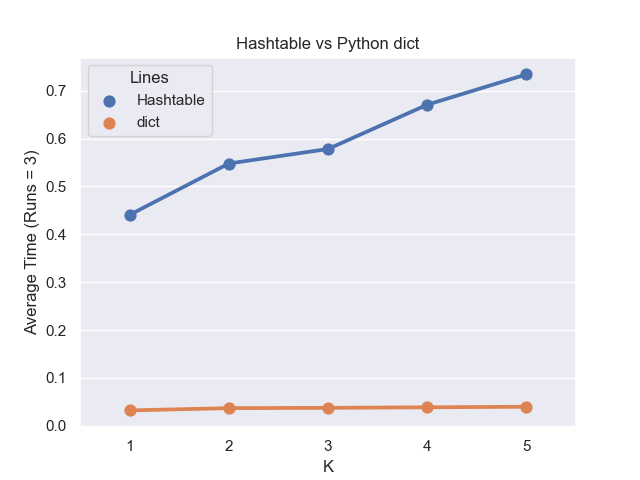 Hashtable vs Python dict
Lines
Hashtable
dict
Average Time (Runs = 3)
0.7
0.6
0.5
0.4
0.3
0.2
0.1
0.0
1 2 3 4 5
K